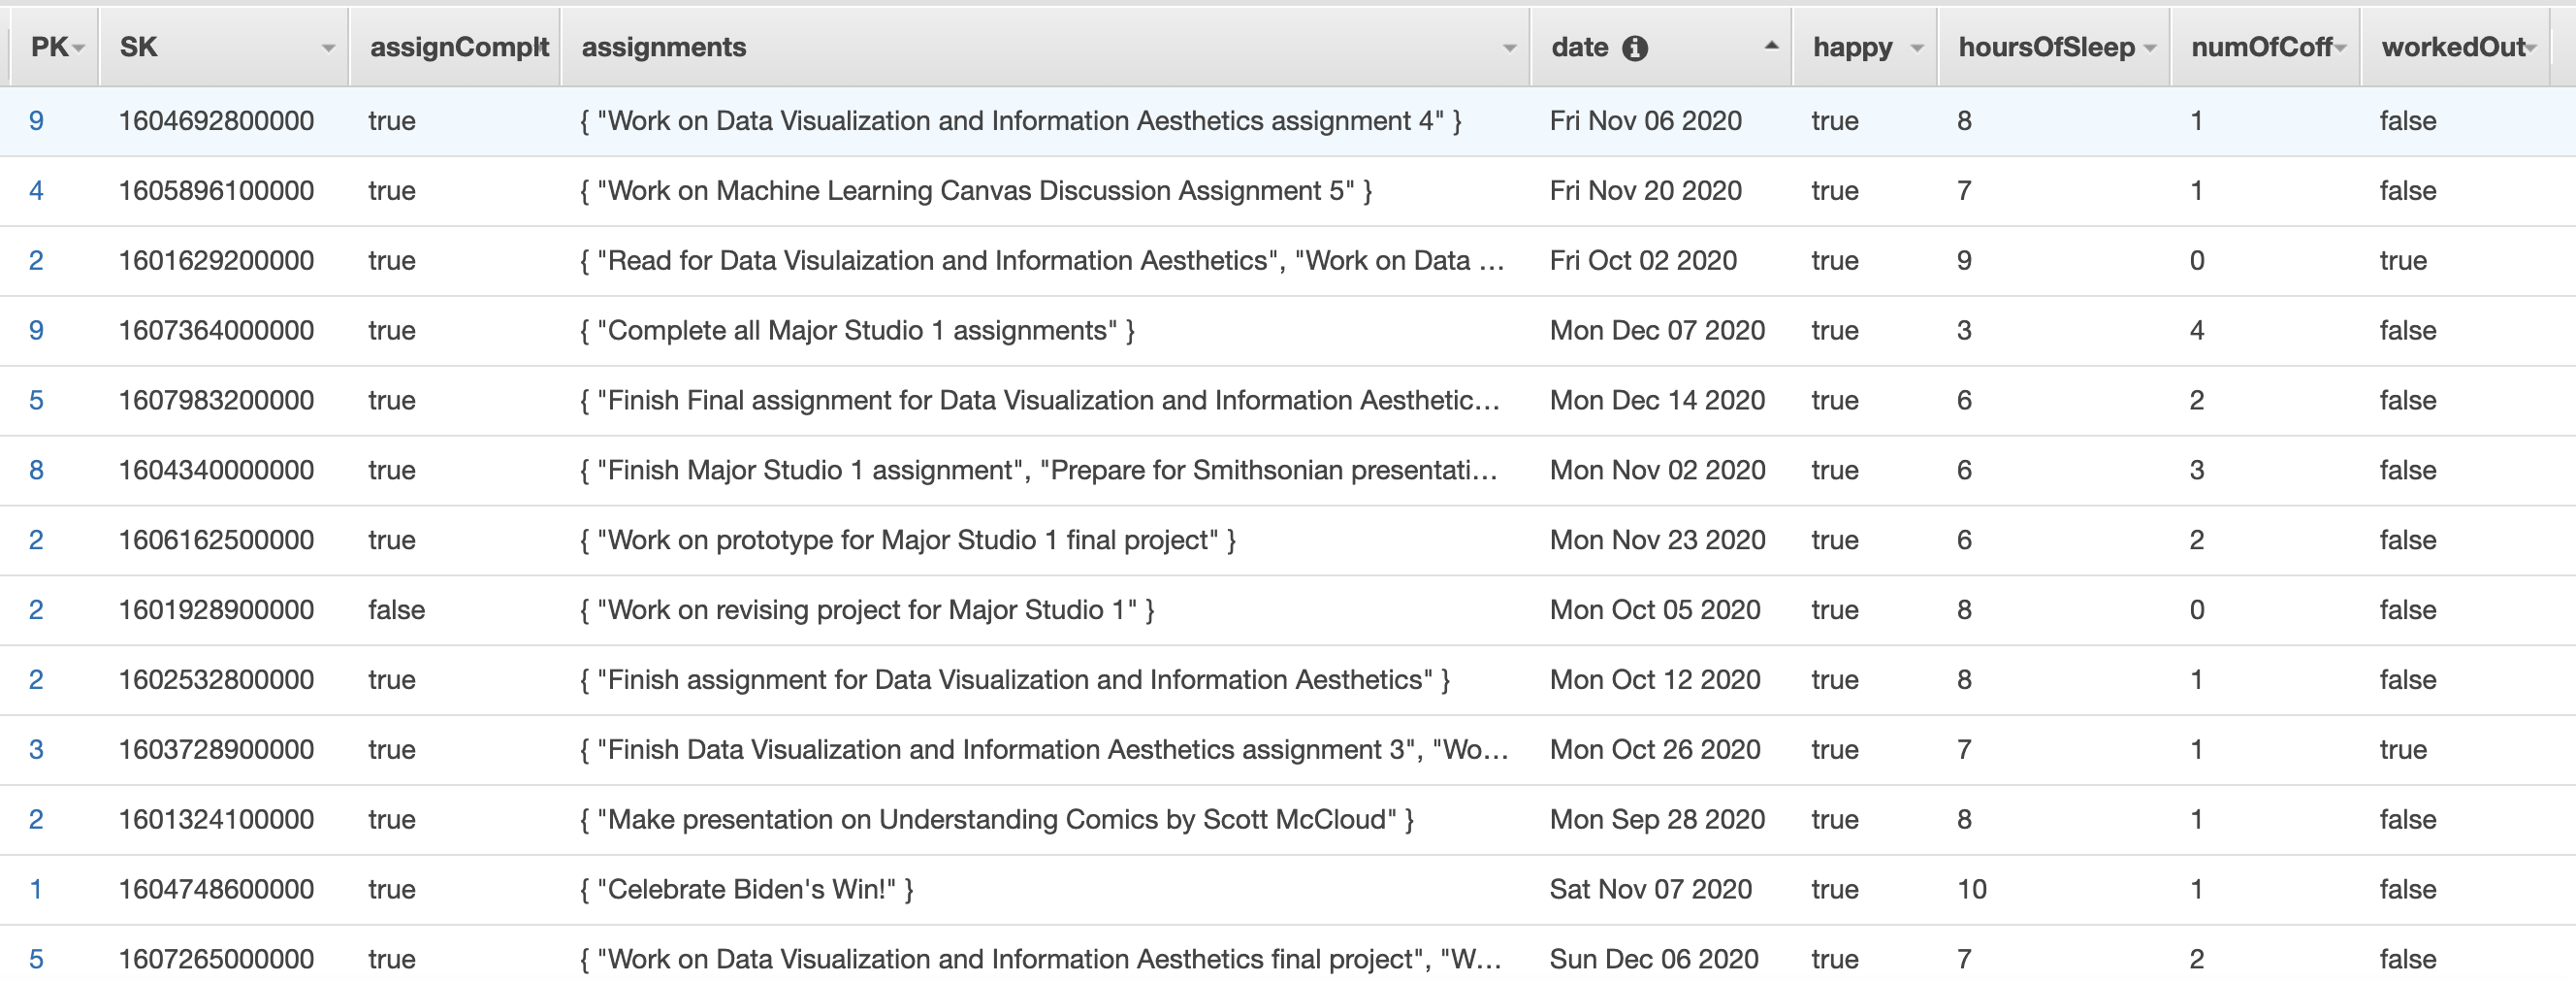 PK SK assignComplt assignments date happy hoursOfSleep numOfCoff workedOut
9 1604692800000 true { "Work on Data Visualization and Information Aesthetics assignment 4" } Fri Nov 06 2020 true 8 1 false
4 1605896100000 true { "Work on Machine Learning Canvas Discussion Assignment 5" } Fri Nov 20 2020 true 7 1 false
2 1601629200000 true { "Read for Data Visulaization and Information Aesthetics", "Work on Data ... Fri Oct 02 2020 true 9 0 true
9 1607364000000 true { "Complete all Major Studio 1 assignments" } Mon Dec 07 2020 true 3 4 false
5 1607983200000 true { "Finish Final assignment for Data Visualization and Information Aesthetic... Mon Dec 14 2020 true 6 2 false
8 1604340000000 true { "Finish Major Studio 1 assignment", "Prepare for Smithsonian presentati... Mon Nov 02 2020 true 6 3 false
2 1606162500000 true { "Work on prototype for Major Studio 1 final project" } Mon Nov 23 2020 true 6 2 false
2 1601928900000 false { "Work on revising project for Major Studio 1" } Mon Oct 05 2020 true 8 0 false
2 1602532800000 true { "Finish assignment for Data Visualization and Information Aesthetics" } Mon Oct 12 2020 true 8 1 false
3 1603728900000 true { "Finish Data Visualization and Information Aesthetics assignment 3", "Wo... Mon Oct 26 2020 true 7 1 true
2 1601324100000 true { "Make presentation on Understanding Comics by Scott McCloud" } Mon Sep 28 2020 true 8 1 false
1 1604748600000 true { "Celebrate Biden's Win!" } Sat Nov 07 2020 true 10 1 false
5 1607265000000 true { "Work on Data Visualization and Information Aesthetics final project", "W... Sun Dec 06 2020 true 7 2 false